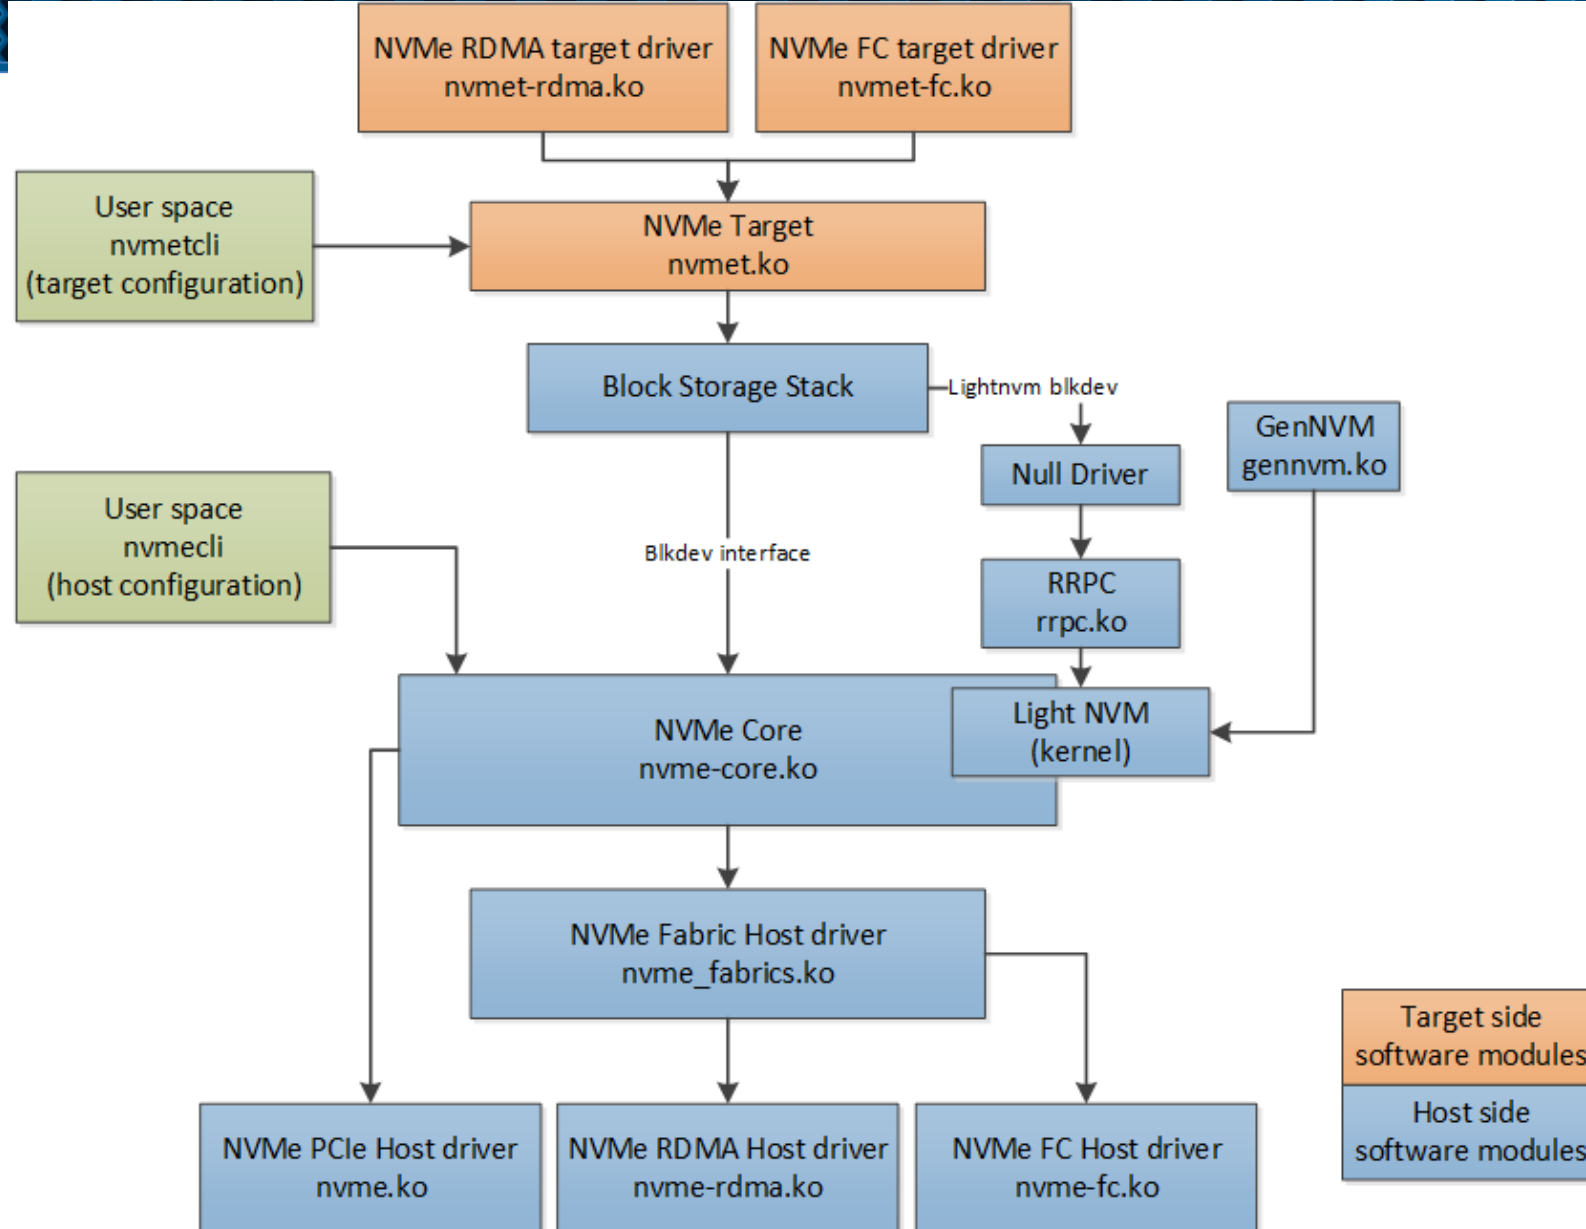 NVMe RDMA target driver
nvmet-rdma.ko
NVMe FC target driver
nvmet-fc.ko
User space
nvmetcli
(target configuration)
NVMe Target
nvmet.ko
Block Storage Stack
Lightnvm blkdev
GenNVM
gennvm.ko
Null Driver
User space
nvmecli
(host configuration)
Blkdev interface
RRPC
rrpc.ko
NVMe Core
nvme-core.ko
Light NVM
(kernel)
NVMe Fabric Host driver
nvme_fabrics.ko
Target side
software modules
Host side
software modules
NVMe PCIe Host driver
nvme.ko
NVMe RDMA Host driver
nvme-rdma.ko
NVMe FC Host driver
nvme-fc.ko